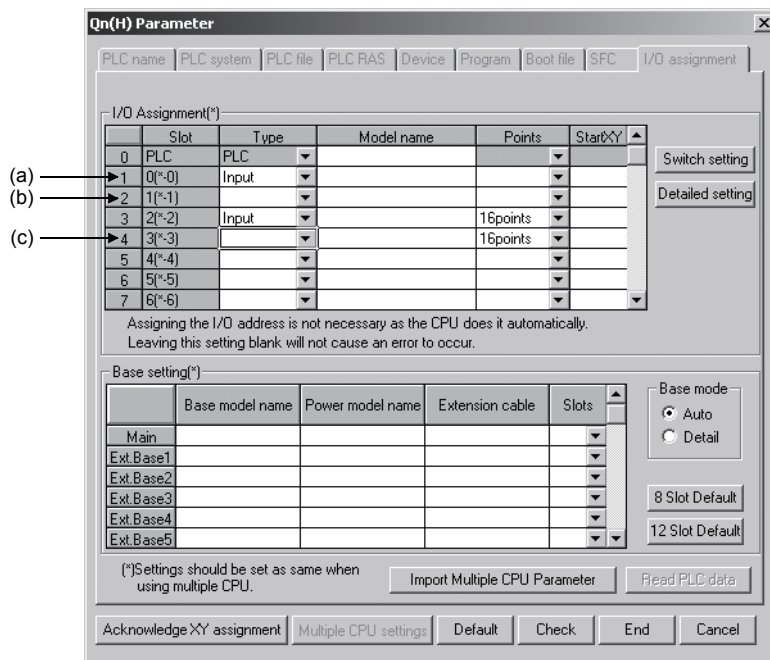 Qn(H) Parameter
PLC name PLC system PLC file PLC RAS Device Program Boot file SFC I/O assignment
I/O Assignment(*)
Slot Type Model name Points StartXY
0 PLC PLC
(a) 1 0(*-0) Input
(b) 2 1(*-1)
3 2(*-2) Input 16points
(c) 4 3(*-3) 16points
5 4(*-4)
6 5(*-5)
7 6(*-6)
Switch setting
Detailed setting
Assigning the I/O address is not necessary as the CPU does it automatically.
Leaving this setting blank will not cause an error to occur.
Base setting(*)
Base model name Power model name Extension cable Slots
Main
Ext.Base1
Ext.Base2
Ext.Base3
Ext.Base4
Ext.Base5
Base mode
Auto
Detail
8 Slot Default
12 Slot Default
(*)Settings should be set as same when
using multiple CPU.
Import Multiple CPU Parameter Read PLC data
Acknowledge XY assignment Multiple CPU settings Default Check End Cancel